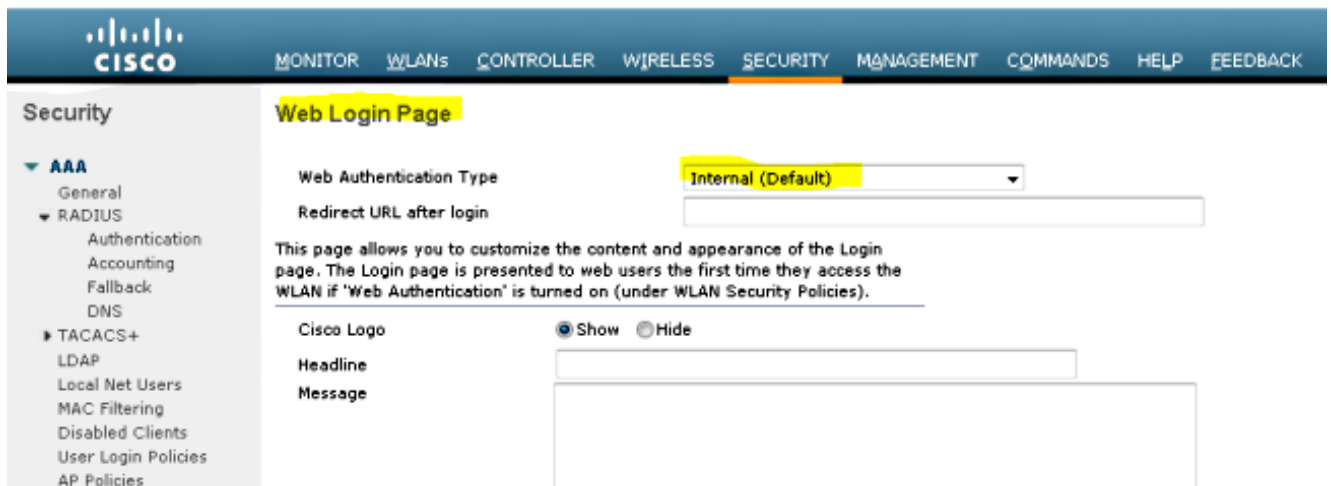 CISCO
MONITOR WLANs CONTROLLER WIRELESS SECURITY MANAGEMENT COMMANDS HELP FEEDBACK
Security
AAA
General
RADIUS
Authentication
Accounting
Fallback
DNS
TACACS+
LDAP
Local Net Users
MAC Filtering
Disabled Clients
User Login Policies
AP Policies
Web Login Page
Web Authentication Type Internal (Default)
Redirect URL after login
This page allows you to customize the content and appearance of the Login
page. The Login page is presented to web users the first time they access the
WLAN if 'Web Authentication' is turned on (under WLAN Security Policies).
Cisco Logo Show Hide
Headline
Message